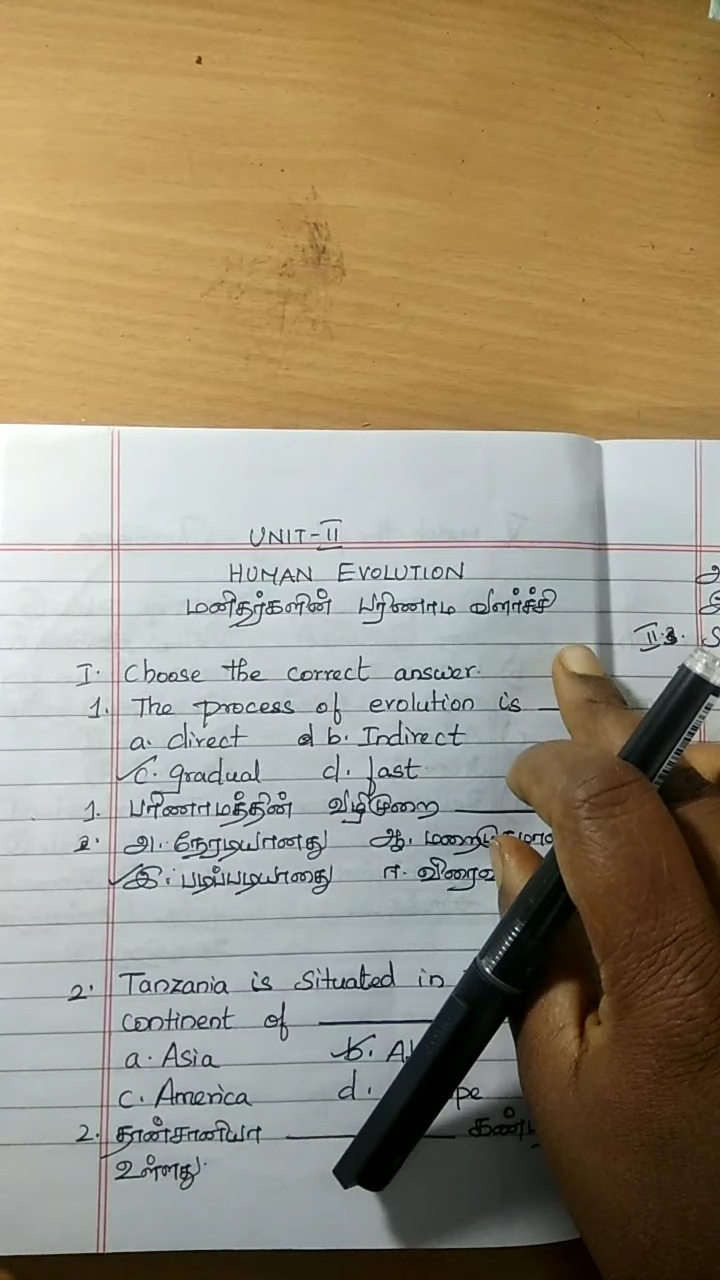 UNIT-II
HUMAN EVOLUTION
மனிதர்களின் பரிணாம வளர்ச்சி
I. Choose the correct answer.
1. The process of evolution is
a. direct b. Indirect
c. gradual d. fast
1. பரிணாமத்தின் வழிமுறை
அ. நேரடியானது ஆ.
இ. படிப்படியானது ஈ.
2. Tanzania is situated in
continent of
a. Asia b.
c. America d.
2. தான்சானியா
உள்ளது.